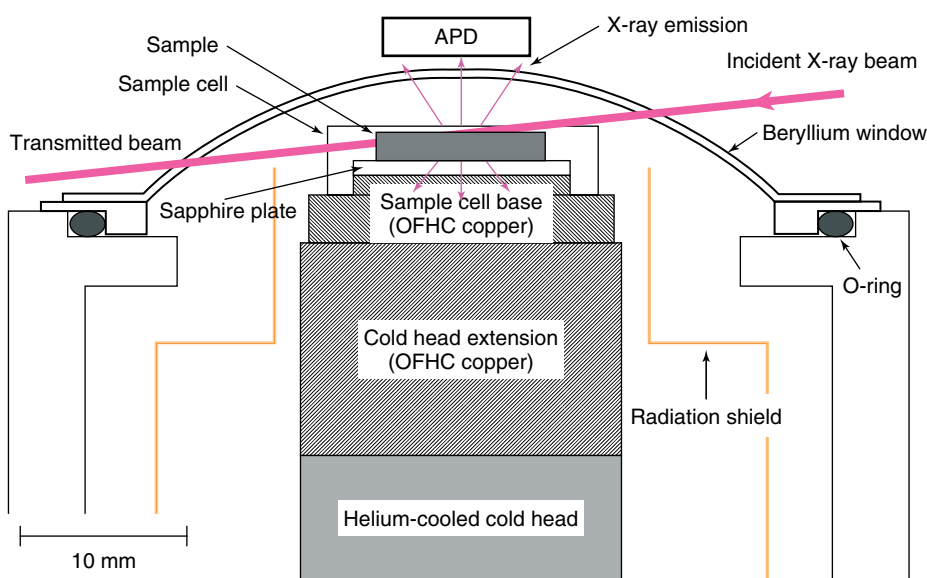 APD
X-ray emission
Sample
Sample cell
Incident X-ray beam
Transmitted beam
Beryllium window
Sapphire plate
Sample cell base
(OFHC copper)
O-ring
Cold head extension
(OFHC copper)
Radiation shield
Helium-cooled cold head
10 mm